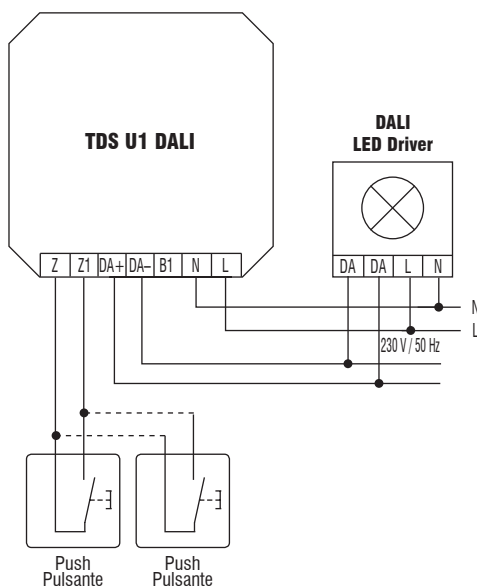 TDS U1 DALI
DALI
LED Driver
Z Z1 DA+ DA– B1 N L
DA DA L N
N
L
230 V / 50 Hz
Push
Pulsante
Push
Pulsante